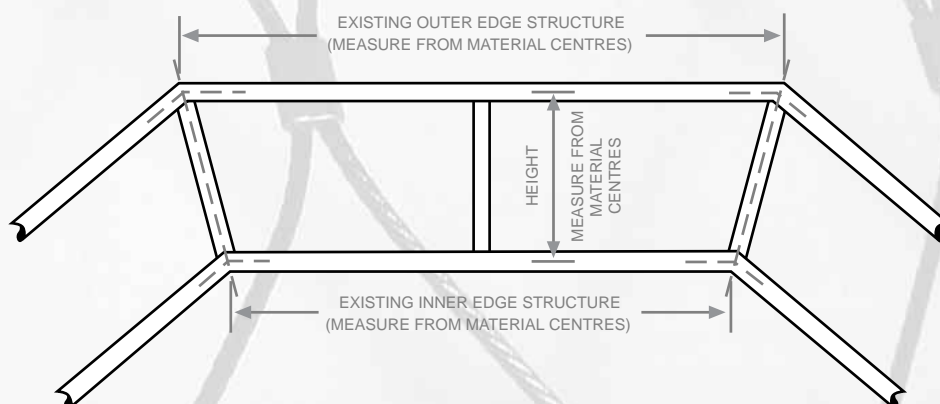 EXISTING OUTER EDGE STRUCTURE
(MEASURE FROM MATERIAL CENTRES)
HEIGHT
MEASURE FROM
MATERIAL
CENTRES
EXISTING INNER EDGE STRUCTURE
(MEASURE FROM MATERIAL CENTRES)